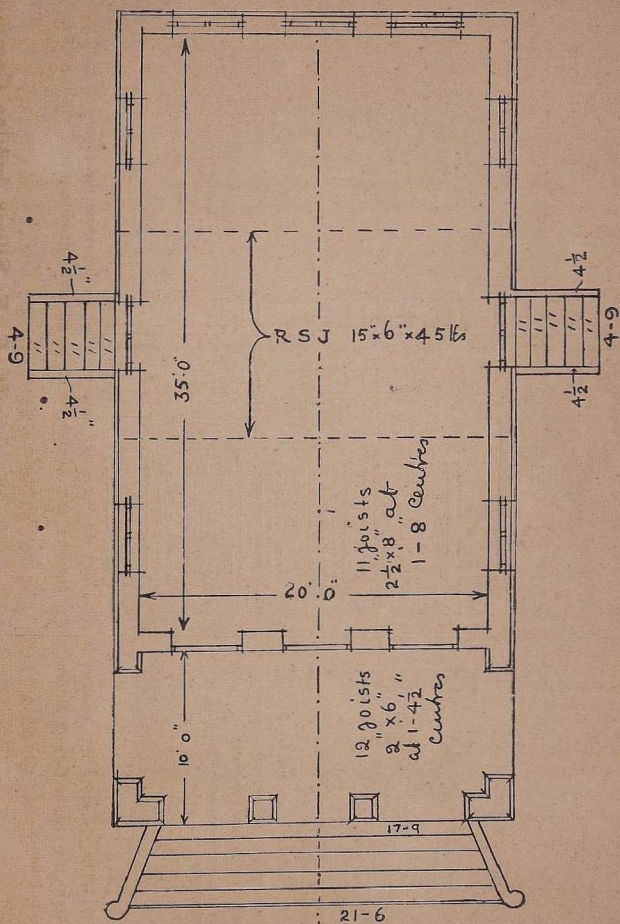 4½"
4-9
4½"
35'.0"
R S J 15"x6"x45 lbs
4½
4-9
4½
11 joists
2½"x8" at
1-8 centres
20'.0"
12 joists
2"x6"
at 1-4½"
centres
10'.0"
17-9
21-6